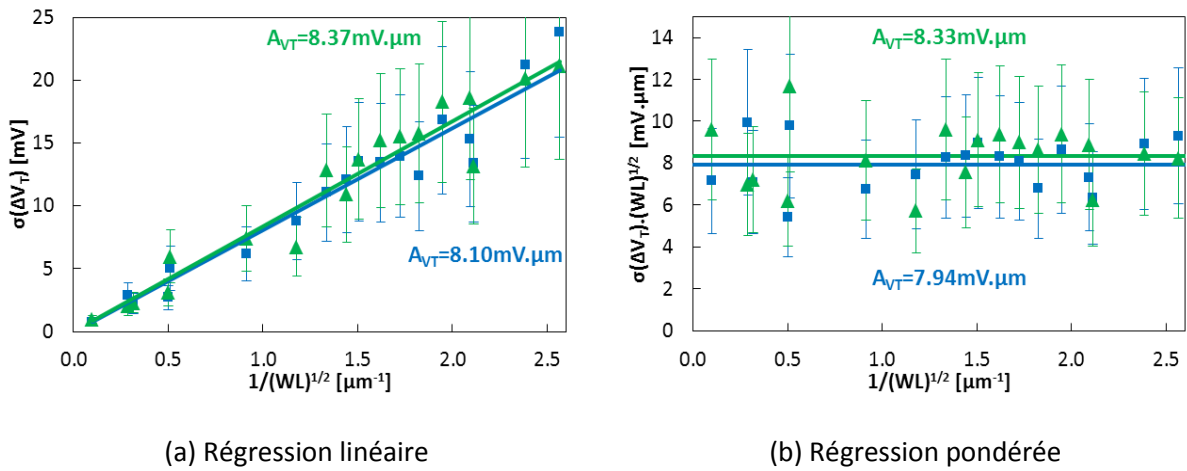 25
20
15
10
5
0
σ(ΔV_T) [mV]
A_VT=8.37mV.µm
A_VT=8.10mV.µm
0.0 0.5 1.0 1.5 2.0 2.5
1/(WL)^1/2 [µm⁻¹]
(a) Régression linéaire
14
12
10
8
6
4
2
0
σ(ΔV_T).(WL)^1/2 [mV.µm]
A_VT=8.33mV.µm
A_VT=7.94mV.µm
0.0 0.5 1.0 1.5 2.0 2.5
1/(WL)^1/2 [µm⁻¹]
(b) Régression pondérée